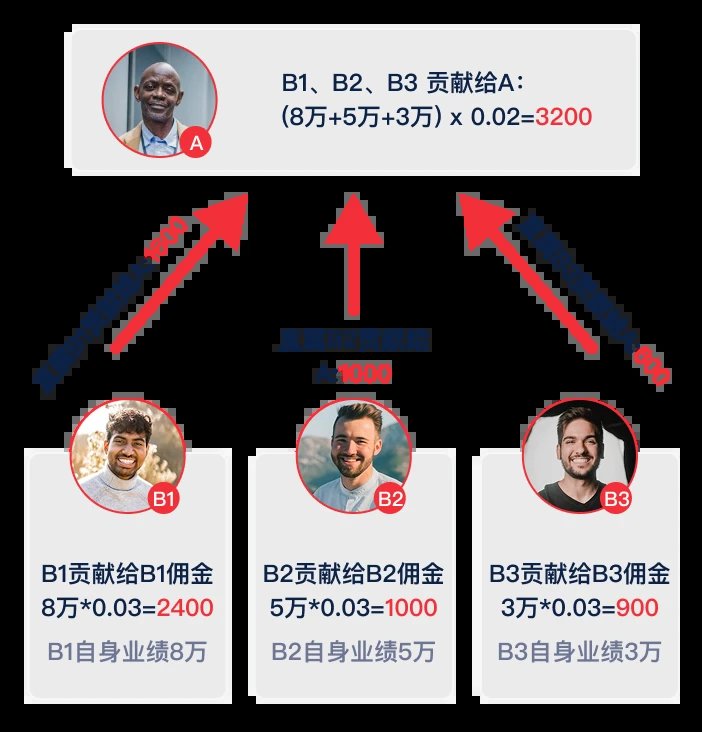 B1、B2、B3 贡献给A：
(8万+5万+3万) x 0.02=3200
A
1600
1000
600
B1
B2
B3
B1贡献给B1佣金
8万*0.03=2400
B1自身业绩8万
B2贡献给B2佣金
5万*0.03=1000
B2自身业绩5万
B3贡献给B3佣金
3万*0.03=900
B3自身业绩3万